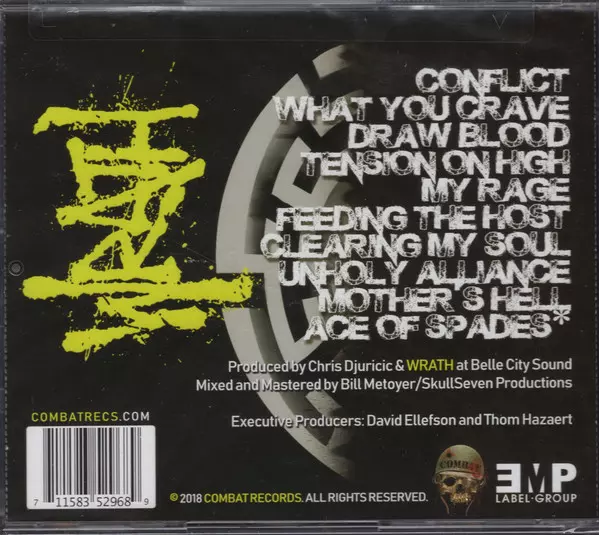 CONFLICT
WHAT YOU CRAVE
DRAW BLOOD
TENSION ON HIGH
MY RAGE
FEEDING THE HOST
CLEARING MY SOUL
UNHOLY ALLIANCE
MOTHER S HELL
ACE OF SPADES*
Produced by Chris Djuricic & WRATH at Belle City Sound
Mixed and Mastered by Bill Metoyer/SkullSeven Productions
Executive Producers: David Ellefson and Thom Hazaert
COMBATRECS.COM
7 11583 52968 9
© 2018 COMBAT RECORDS. ALL RIGHTS RESERVED.
COMBAT
EMP
LABEL·GROUP